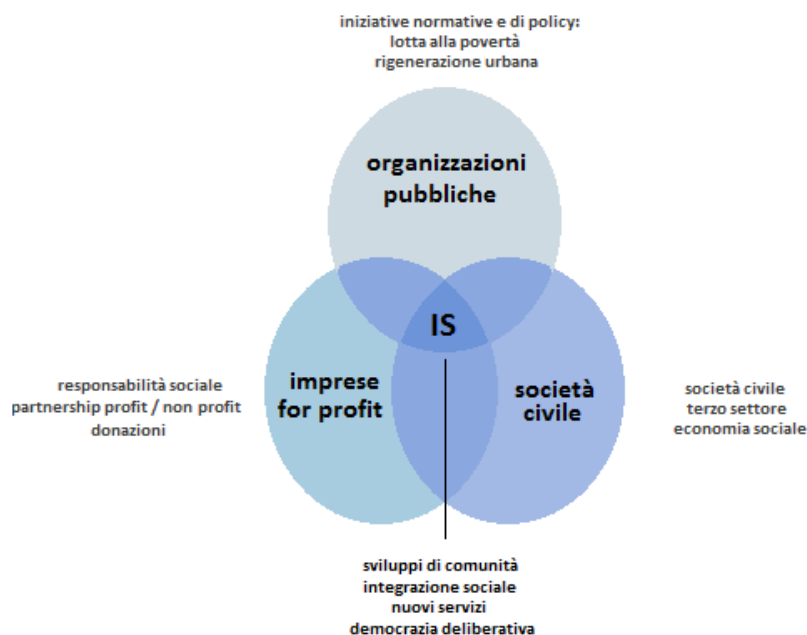 iniziative normative e di policy:
lotta alla povertà
rigenerazione urbana
organizzazioni
pubbliche
IS
imprese
for profit
società
civile
responsabilità sociale
partnership profit / non profit
donazioni
società civile
terzo settore
economia sociale
sviluppi di comunità
integrazione sociale
nuovi servizi
democrazia deliberativa